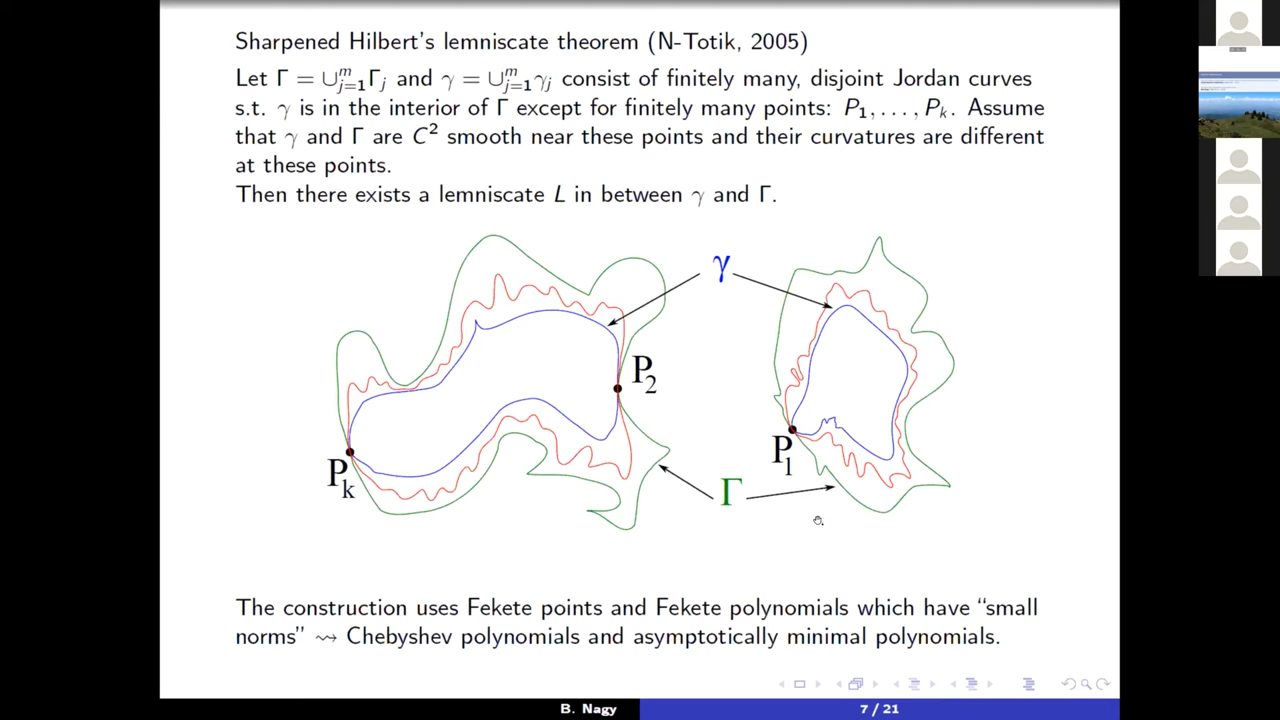 Sharpened Hilbert's lemniscate theorem (N-Totik, 2005)
Let Γ = ∪ᵐⱼ₌₁Γⱼ and γ = ∪ᵐⱼ₌₁γⱼ consist of finitely many, disjoint Jordan curves
s.t. γ is in the interior of Γ except for finitely many points: P₁, . . . , Pₖ. Assume
that γ and Γ are C² smooth near these points and their curvatures are different
at these points.
Then there exists a lemniscate L in between γ and Γ.
γ
P₂
P₁
Pₖ
Γ
The construction uses Fekete points and Fekete polynomials which have “small
norms” ⇝ Chebyshev polynomials and asymptotically minimal polynomials.
B. Nagy
7 / 21